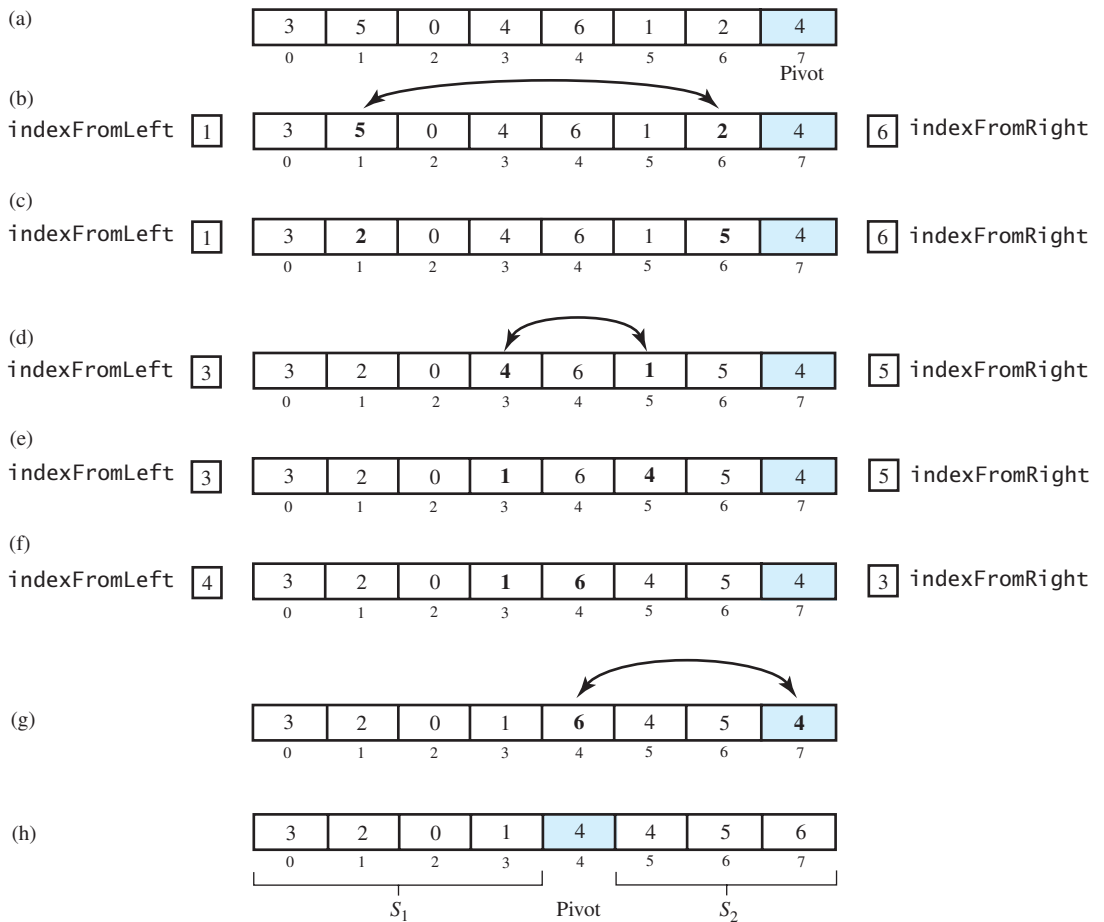 (a)
3 5 0 4 6 1 2 4
0 1 2 3 4 5 6 7
Pivot
(b)
indexFromLeft 1 3 5 0 4 6 1 2 4 6 indexFromRight
0 1 2 3 4 5 6 7
(c)
indexFromLeft 1 3 2 0 4 6 1 5 4 6 indexFromRight
0 1 2 3 4 5 6 7
(d)
indexFromLeft 3 3 2 0 4 6 1 5 4 5 indexFromRight
0 1 2 3 4 5 6 7
(e)
indexFromLeft 3 3 2 0 1 6 4 5 4 5 indexFromRight
0 1 2 3 4 5 6 7
(f)
indexFromLeft 4 3 2 0 1 6 4 5 4 3 indexFromRight
0 1 2 3 4 5 6 7
(g) 3 2 0 1 6 4 5 4
0 1 2 3 4 5 6 7
(h) 3 2 0 1 4 4 5 6
0 1 2 3 4 5 6 7
S1 Pivot S2